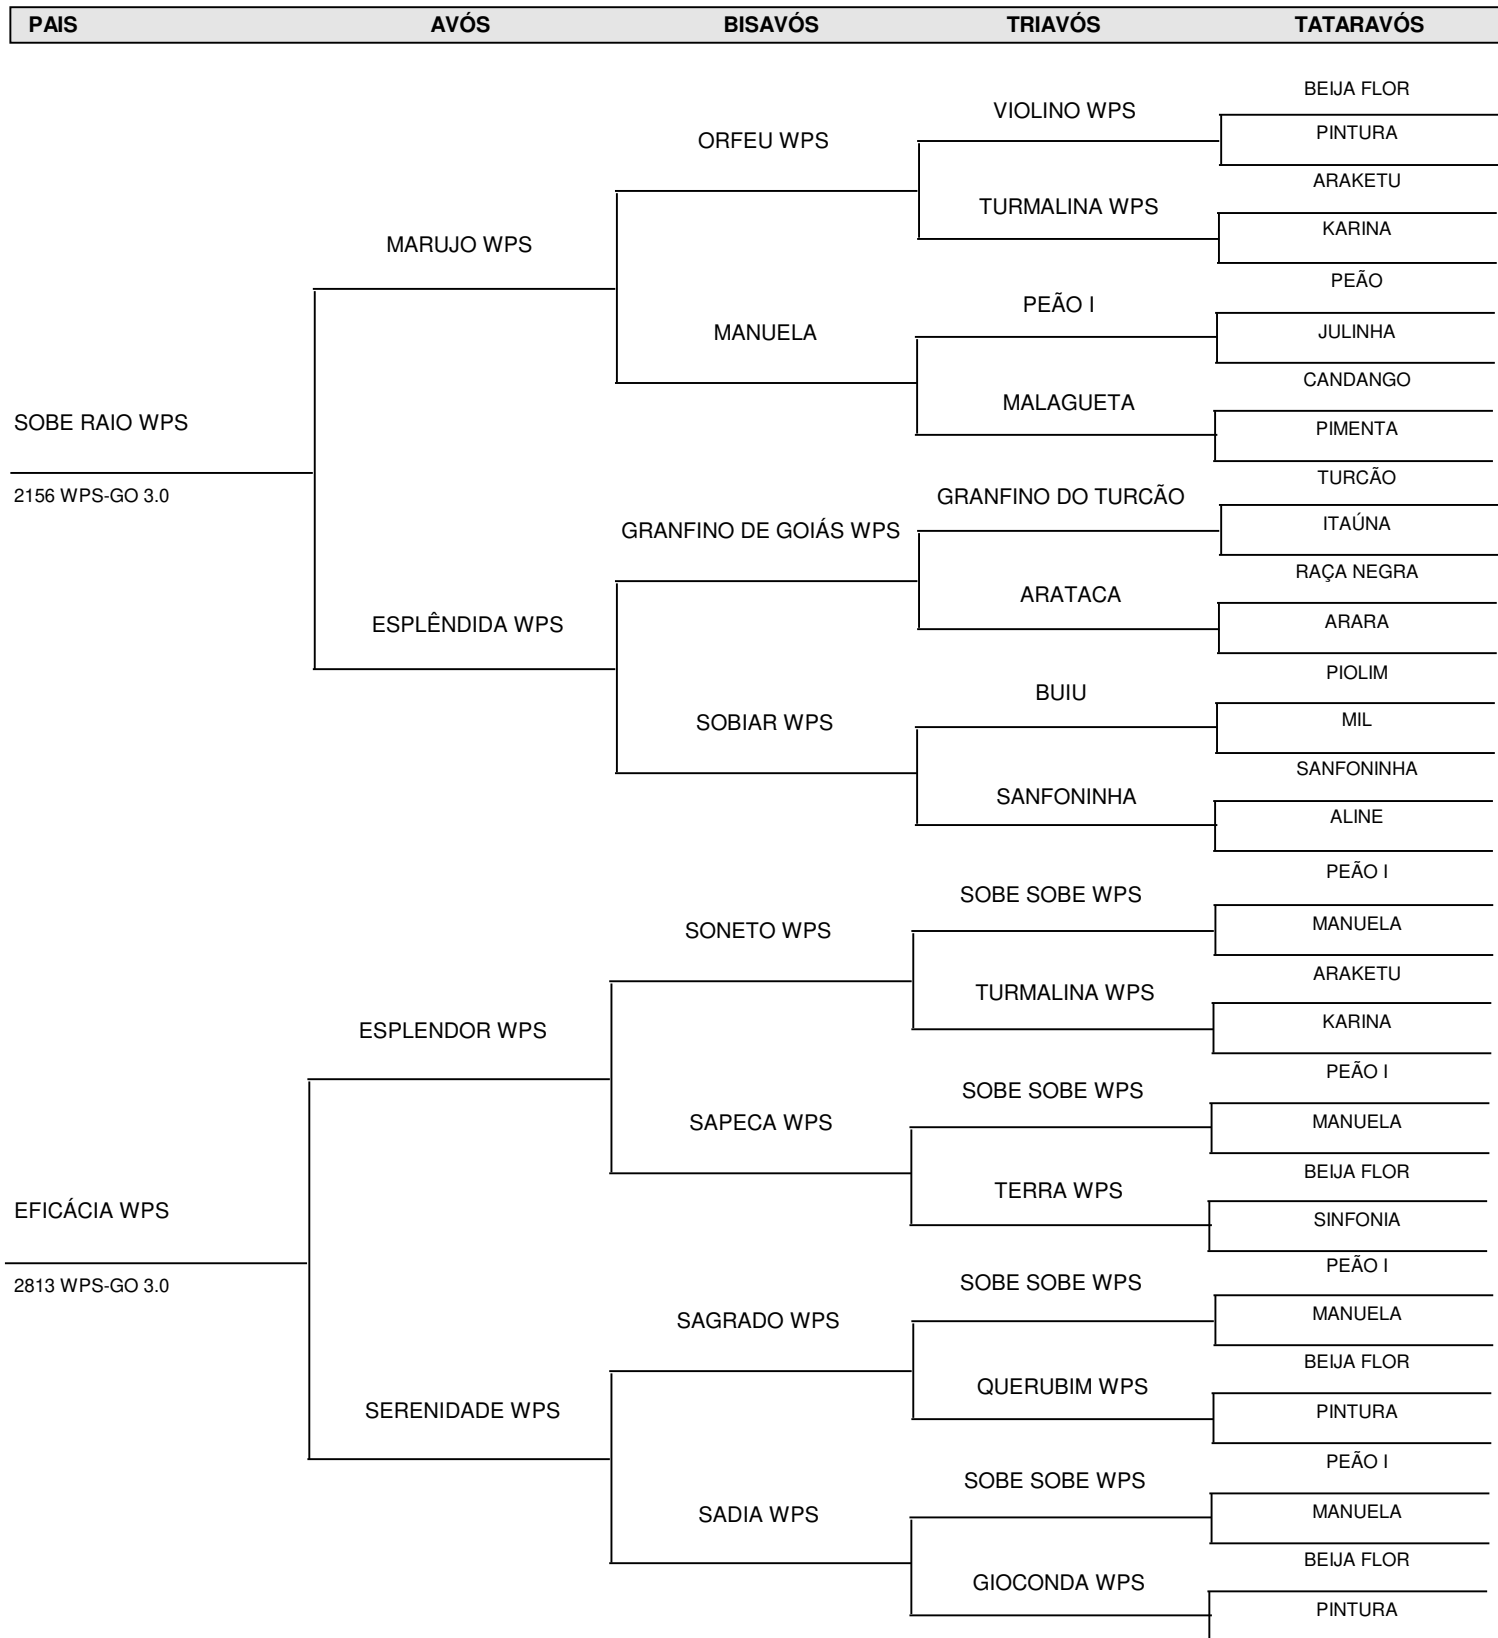 PAIS AVÓS BISAVÓS TRIAVÓS TATARAVÓS
BEIJA FLOR
VIOLINO WPS
PINTURA
ORFEU WPS
ARAKETU
TURMALINA WPS
KARINA
MARUJO WPS
PEÃO
PEÃO I
JULINHA
MANUELA
CANDANGO
MALAGUETA
SOBE RAIO WPS
PIMENTA
TURCÃO
2156 WPS-GO 3.0
GRANFINO DO TURCÃO
ITAÚNA
GRANFINO DE GOIÁS WPS
RAÇA NEGRA
ARATACA
ARARA
ESPLÊNDIDA WPS
PIOLIM
BUIU
MIL
SOBIAR WPS
SANFONINHA
SANFONINHA
ALINE
PEÃO I
SOBE SOBE WPS
MANUELA
SONETO WPS
ARAKETU
TURMALINA WPS
KARINA
ESPLENDOR WPS
PEÃO I
SOBE SOBE WPS
MANUELA
SAPECA WPS
BEIJA FLOR
TERRA WPS
EFICÁCIA WPS
SINFONIA
PEÃO I
2813 WPS-GO 3.0
SOBE SOBE WPS
MANUELA
SAGRADO WPS
BEIJA FLOR
QUERUBIM WPS
PINTURA
SERENIDADE WPS
PEÃO I
SOBE SOBE WPS
MANUELA
SADIA WPS
BEIJA FLOR
GIOCONDA WPS
PINTURA